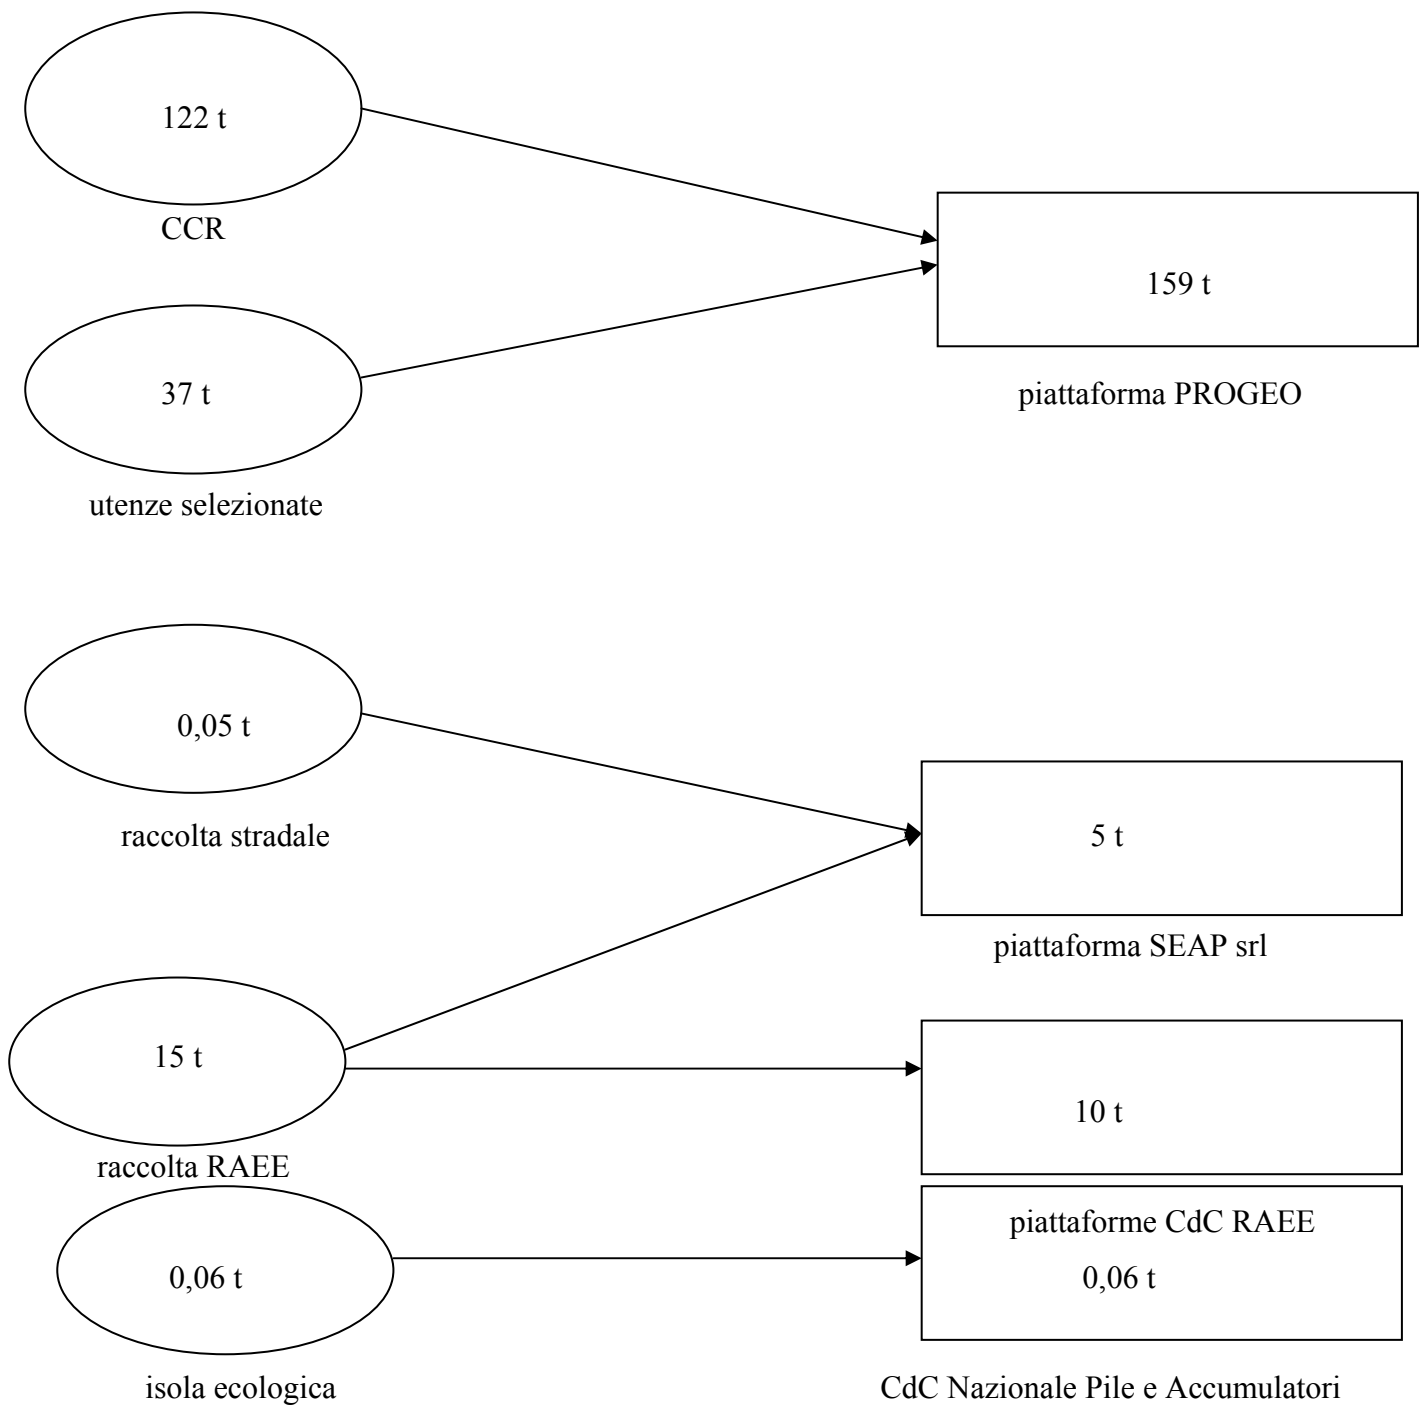 122 t
CCR
159 t
37 t
piattaforma PROGEO
utenze selezionate
0,05 t
raccolta stradale
5 t
piattaforma SEAP srl
15 t
10 t
raccolta RAEE
piattaforme CdC RAEE
0,06 t
0,06 t
isola ecologica
CdC Nazionale Pile e Accumulatori